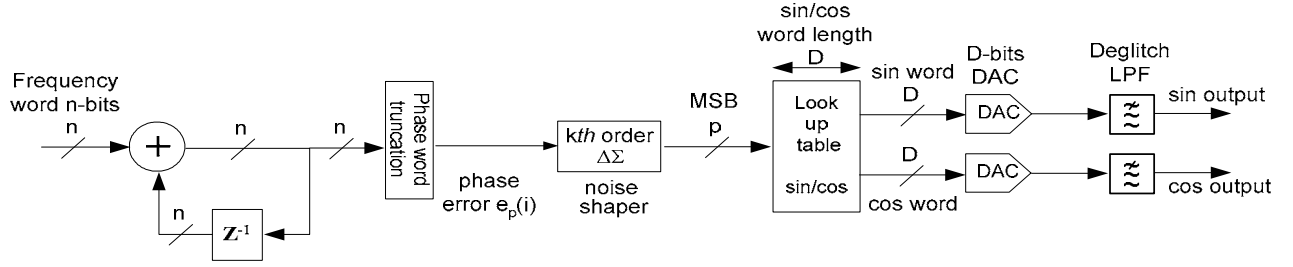 Frequency
word n-bits
n
+
n
n
n
Z-1
Phase word
truncation
phase
error ep(i)
kth order
ΔΣ
noise
shaper
MSB
p
sin/cos
word length
D
Look
up
table
sin/cos
sin word
D
D
cos word
D-bits
DAC
DAC
DAC
Deglitch
LPF
sin output
cos output